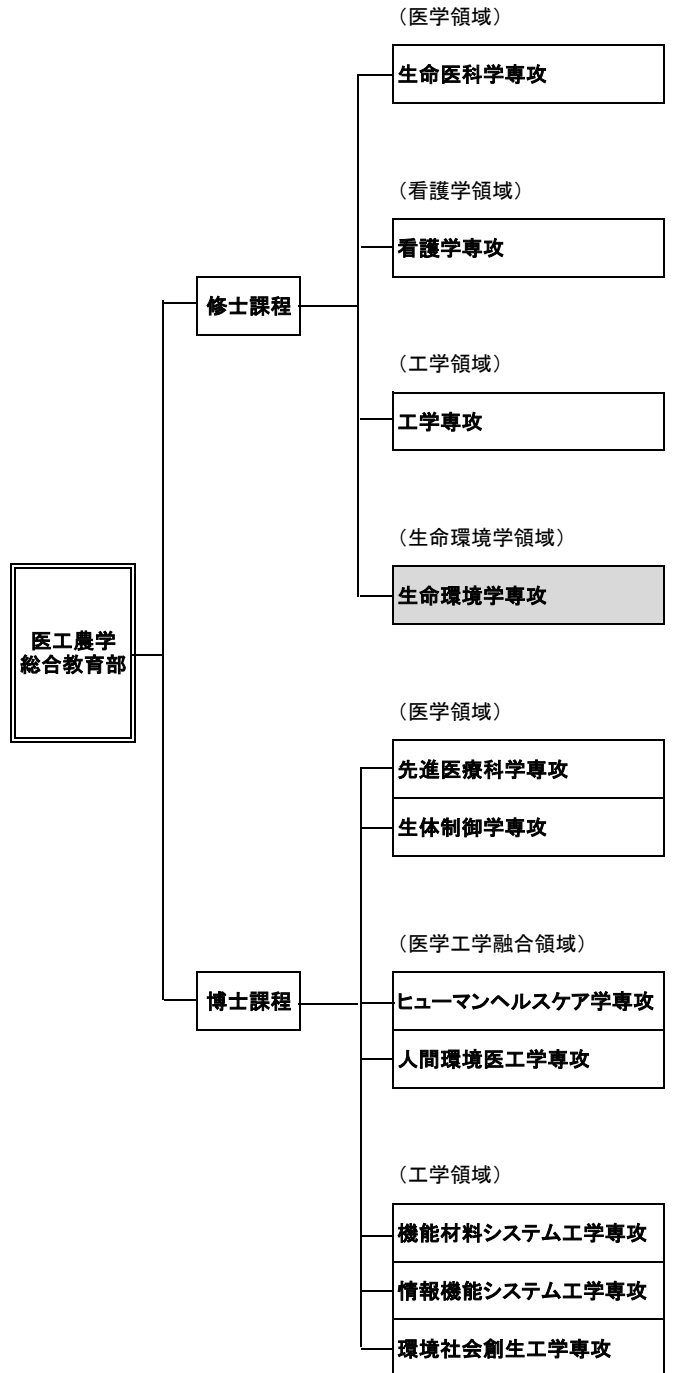 （医学領域）
生命医科学専攻
（看護学領域）
看護学専攻
修士課程
（工学領域）
工学専攻
（生命環境学領域）
生命環境学専攻
医工農学
総合教育部
（医学領域）
先進医療科学専攻
生体制御学専攻
（医学工学融合領域）
博士課程
ヒューマンヘルスケア学専攻
人間環境医工学専攻
（工学領域）
機能材料システム工学専攻
情報機能システム工学専攻
環境社会創生工学専攻